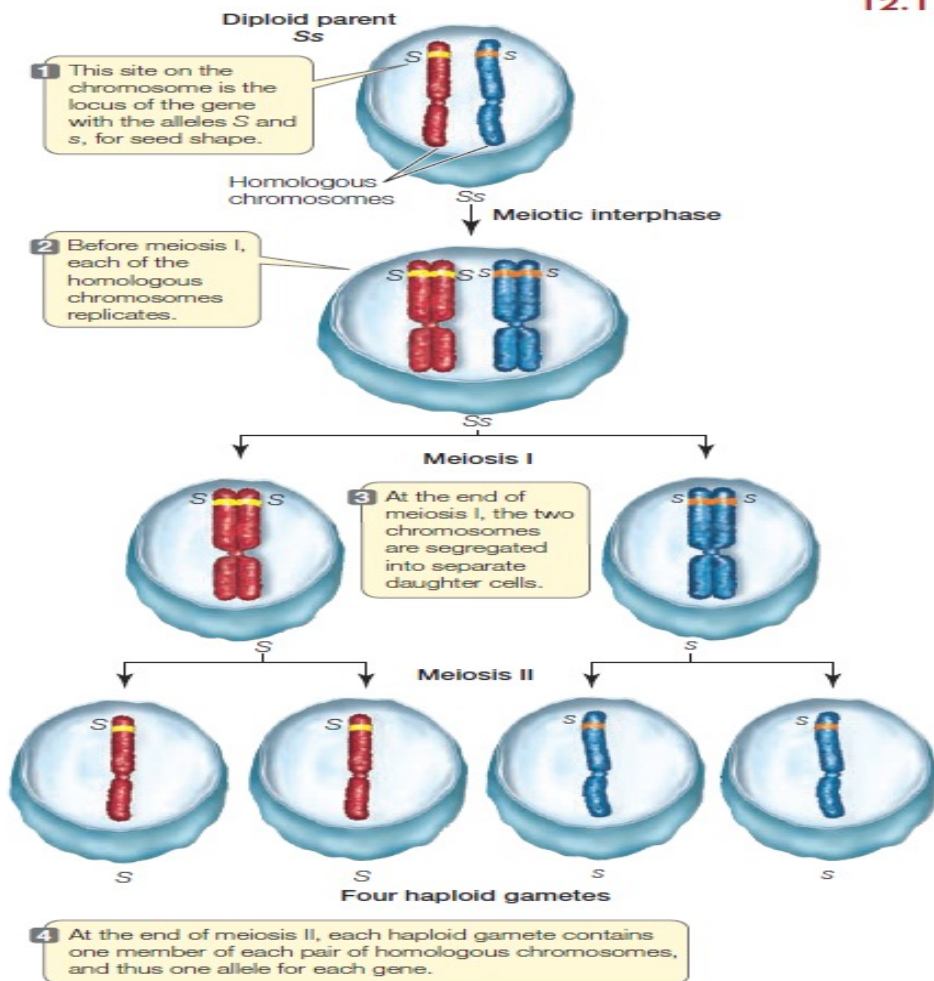 12.1
Diploid parent
Ss
S
s
1 This site on the
chromosome is the
locus of the gene
with the alleles S and
s, for seed shape.
Homologous
chromosomes
Ss
Meiotic interphase
2 Before meiosis I,
each of the
homologous
chromosomes
replicates.
S S s s
Ss
Meiosis I
S S
3 At the end of
meiosis I, the two
chromosomes
are segregated
into separate
daughter cells.
s s
S
s
Meiosis II
S
S
s
s
S
S
s
s
Four haploid gametes
4 At the end of meiosis II, each haploid gamete contains
one member of each pair of homologous chromosomes,
and thus one allele for each gene.